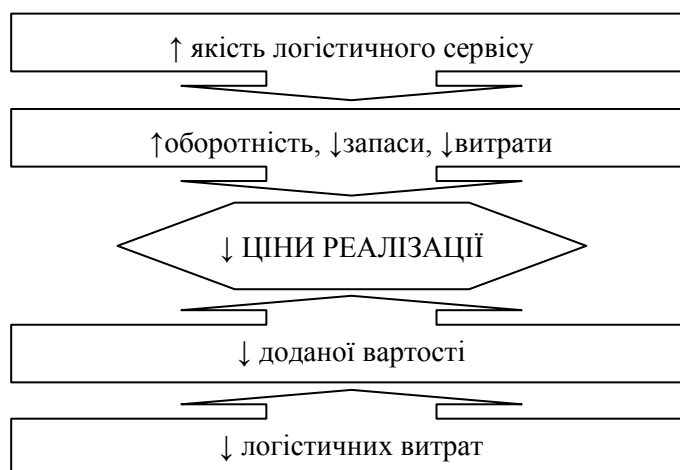 ↑ якість логістичного сервісу
↑оборотність, ↓запаси, ↓витрати
↓ ЦІНИ РЕАЛІЗАЦІЇ
↓ доданої вартості
↓ логістичних витрат